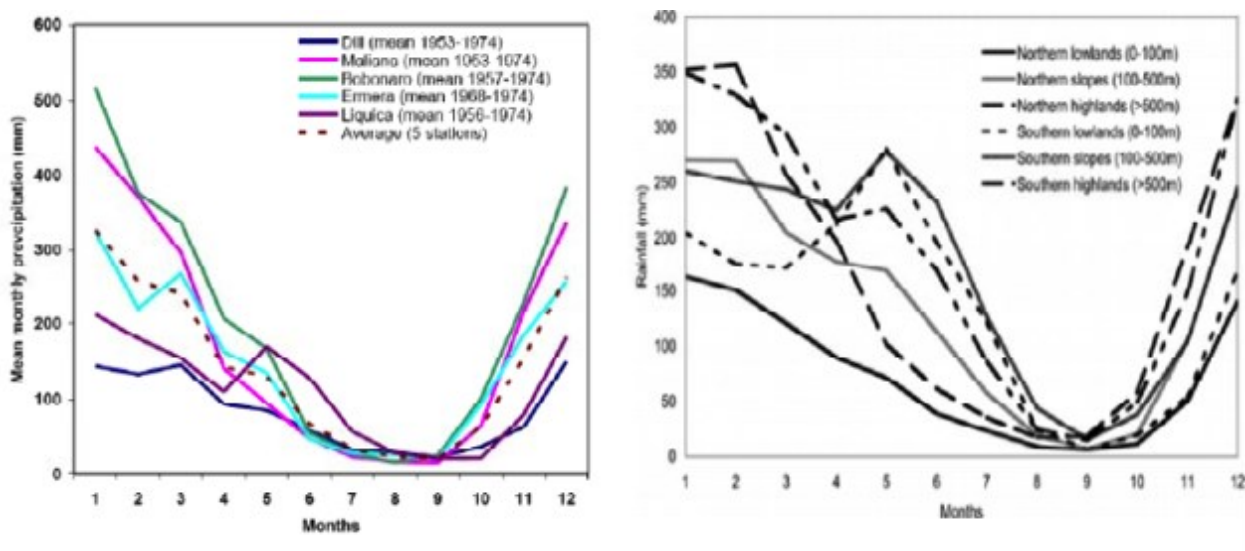 600
500
400
300
200
100
0
Mean monthly precipitation (mm)
Dili (mean 1953-1974)
Maliana (mean 1963-1974)
Bobonaro (mean 1957-1974)
Ermera (mean 1968-1974)
Liquica (mean 1956-1974)
Average (5 stations)
1 2 3 4 5 6 7 8 9 10 11 12
Months
400
350
300
250
200
150
100
50
0
Rainfall (mm)
Northern lowlands (0-100m)
Northern slopes (100-500m)
Northern highlands (>500m)
Southern lowlands (0-100m)
Southern slopes (100-500m)
Southern highlands (>500m)
1 2 3 4 5 6 7 8 9 10 11 12
Months